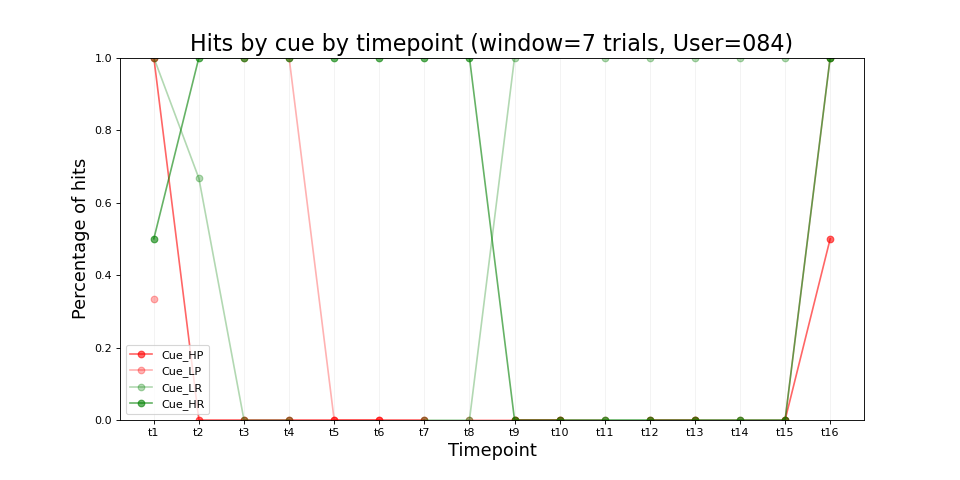 Hits by cue by timepoint (window=7 trials, User=084)
Percentage of hits
1.0
0.8
0.6
0.4
0.2
0.0
Cue_HP
Cue_LP
Cue_LR
Cue_HR
t1 t2 t3 t4 t5 t6 t7 t8 t9 t10 t11 t12 t13 t14 t15 t16
Timepoint